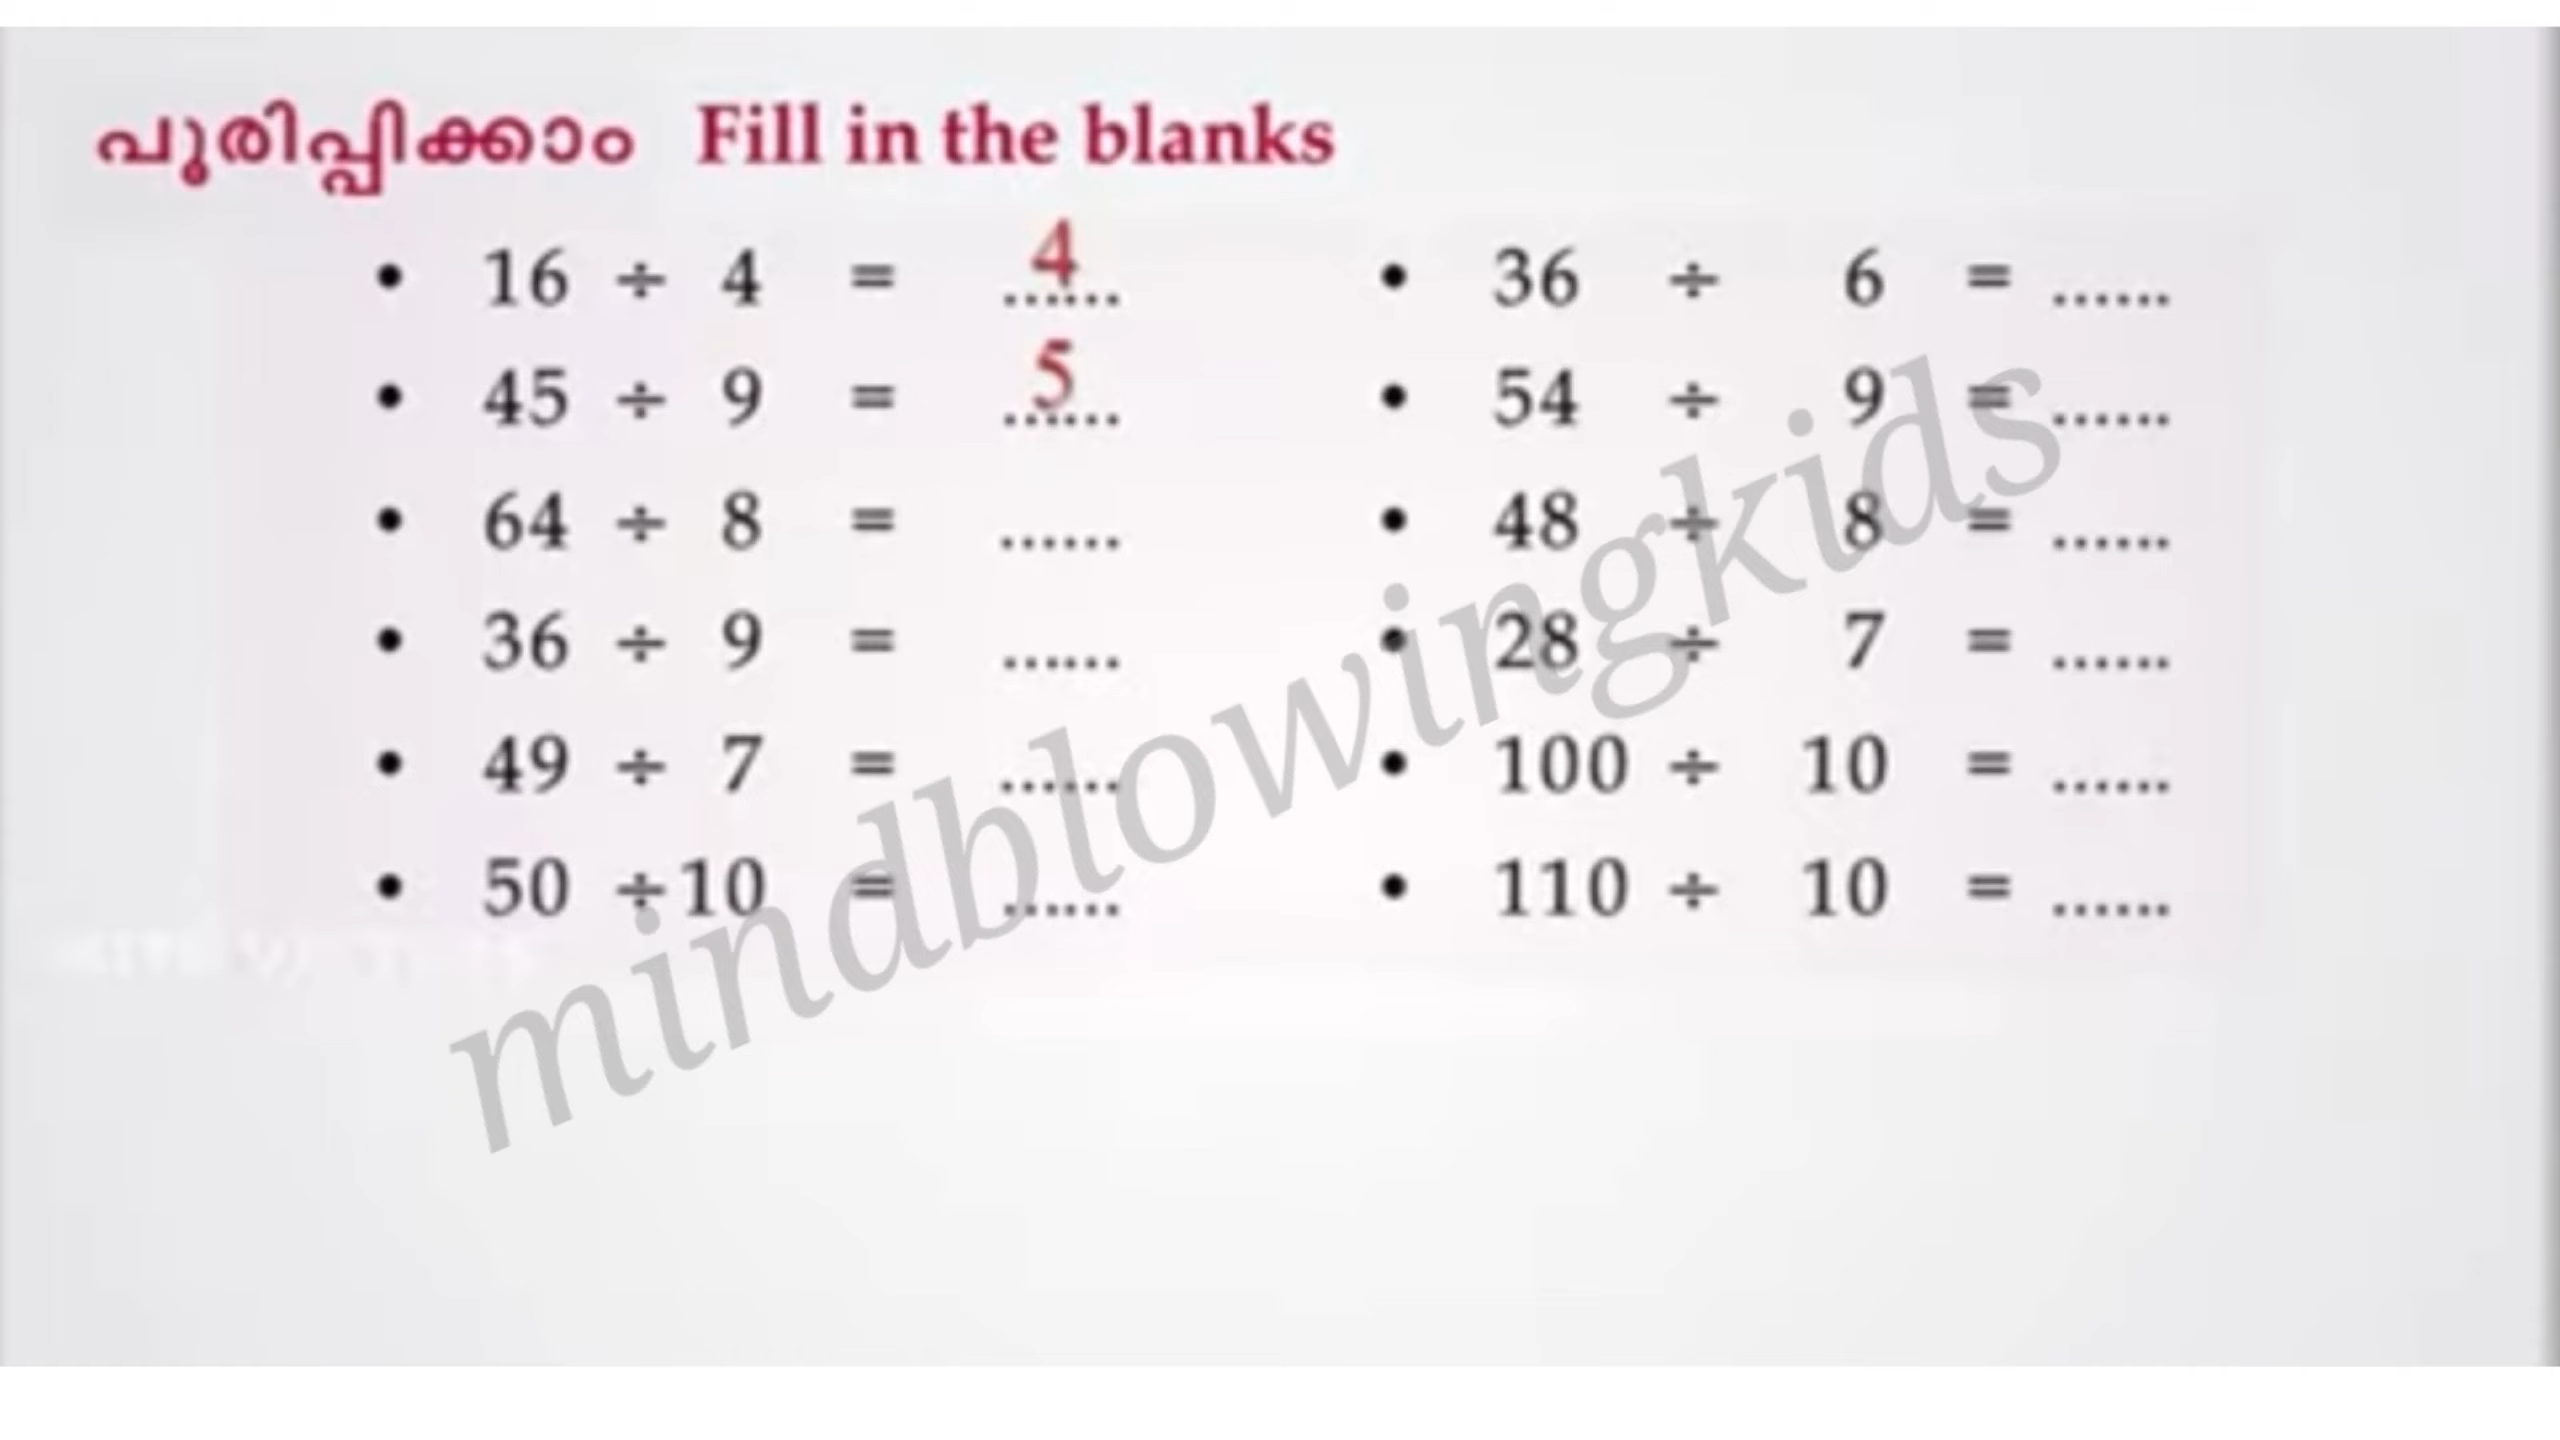 പൂരിപ്പിക്കാം Fill in the blanks
• 16 ÷ 4 = 4...... • 36 ÷ 6 = ......
• 45 ÷ 9 = 5...... • 54 ÷ 9 = ......
• 64 ÷ 8 = ...... • 48 ÷ 8 = ......
• 36 ÷ 9 = ...... • 28 ÷ 7 = ......
• 49 ÷ 7 = ...... • 100 ÷ 10 = ......
• 50 ÷10 = ...... • 110 ÷ 10 = ......
mindblowingkids